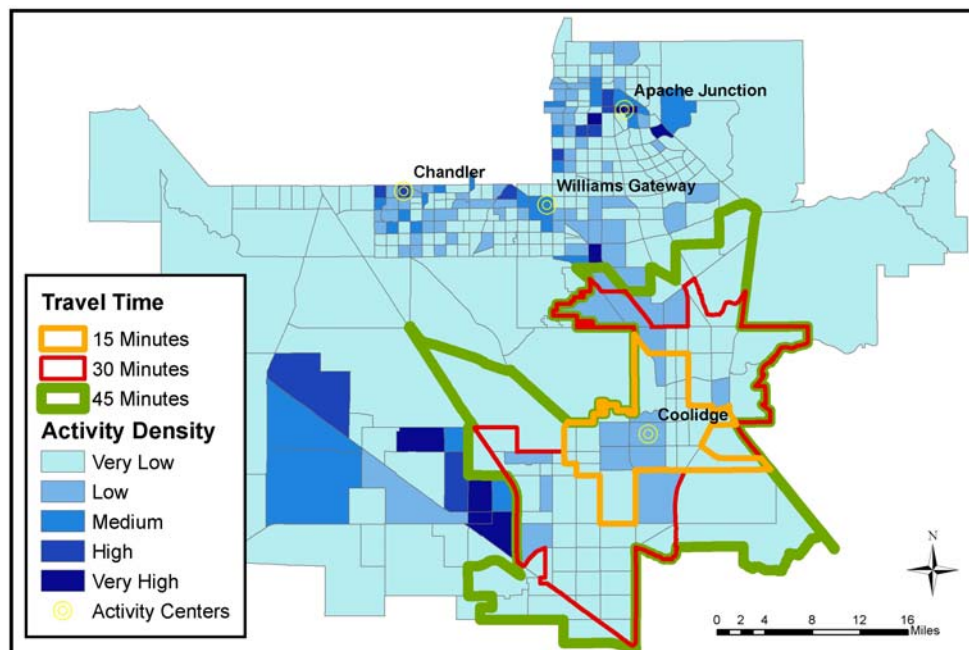 Apache Junction
Chandler
Williams Gateway
Coolidge
Travel Time
15 Minutes
30 Minutes
45 Minutes
Activity Density
Very Low
Low
Medium
High
Very High
Activity Centers
N
0 2 4 8 12 16
Miles